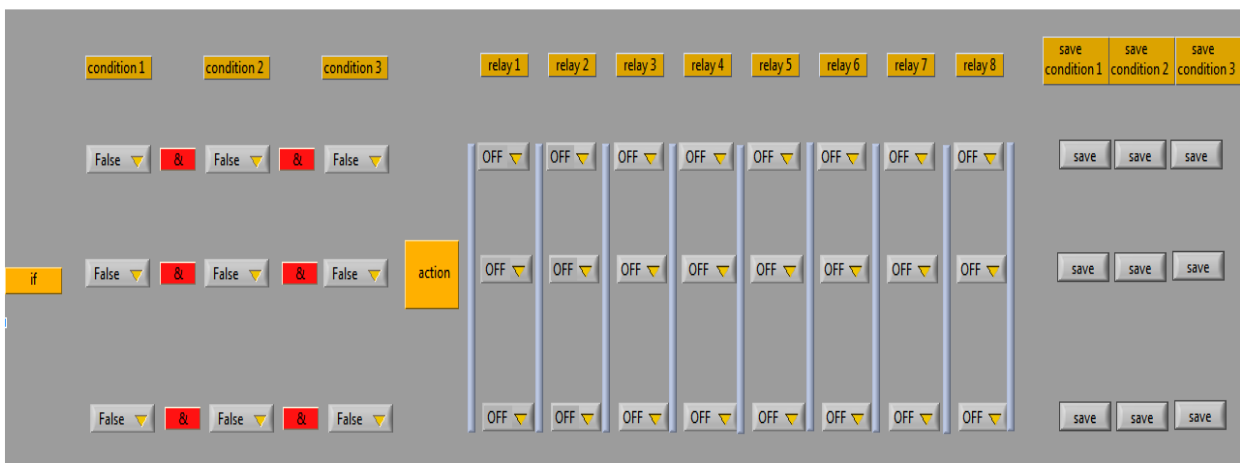 save save save
condition 1 condition 2 condition 3 relay 1 relay 2 relay 3 relay 4 relay 5 relay 6 relay 7 relay 8 condition 1 condition 2 condition 3
False & False & False OFF OFF OFF OFF OFF OFF OFF OFF save save save
if False & False & False action OFF OFF OFF OFF OFF OFF OFF OFF save save save
False & False & False OFF OFF OFF OFF OFF OFF OFF OFF save save save